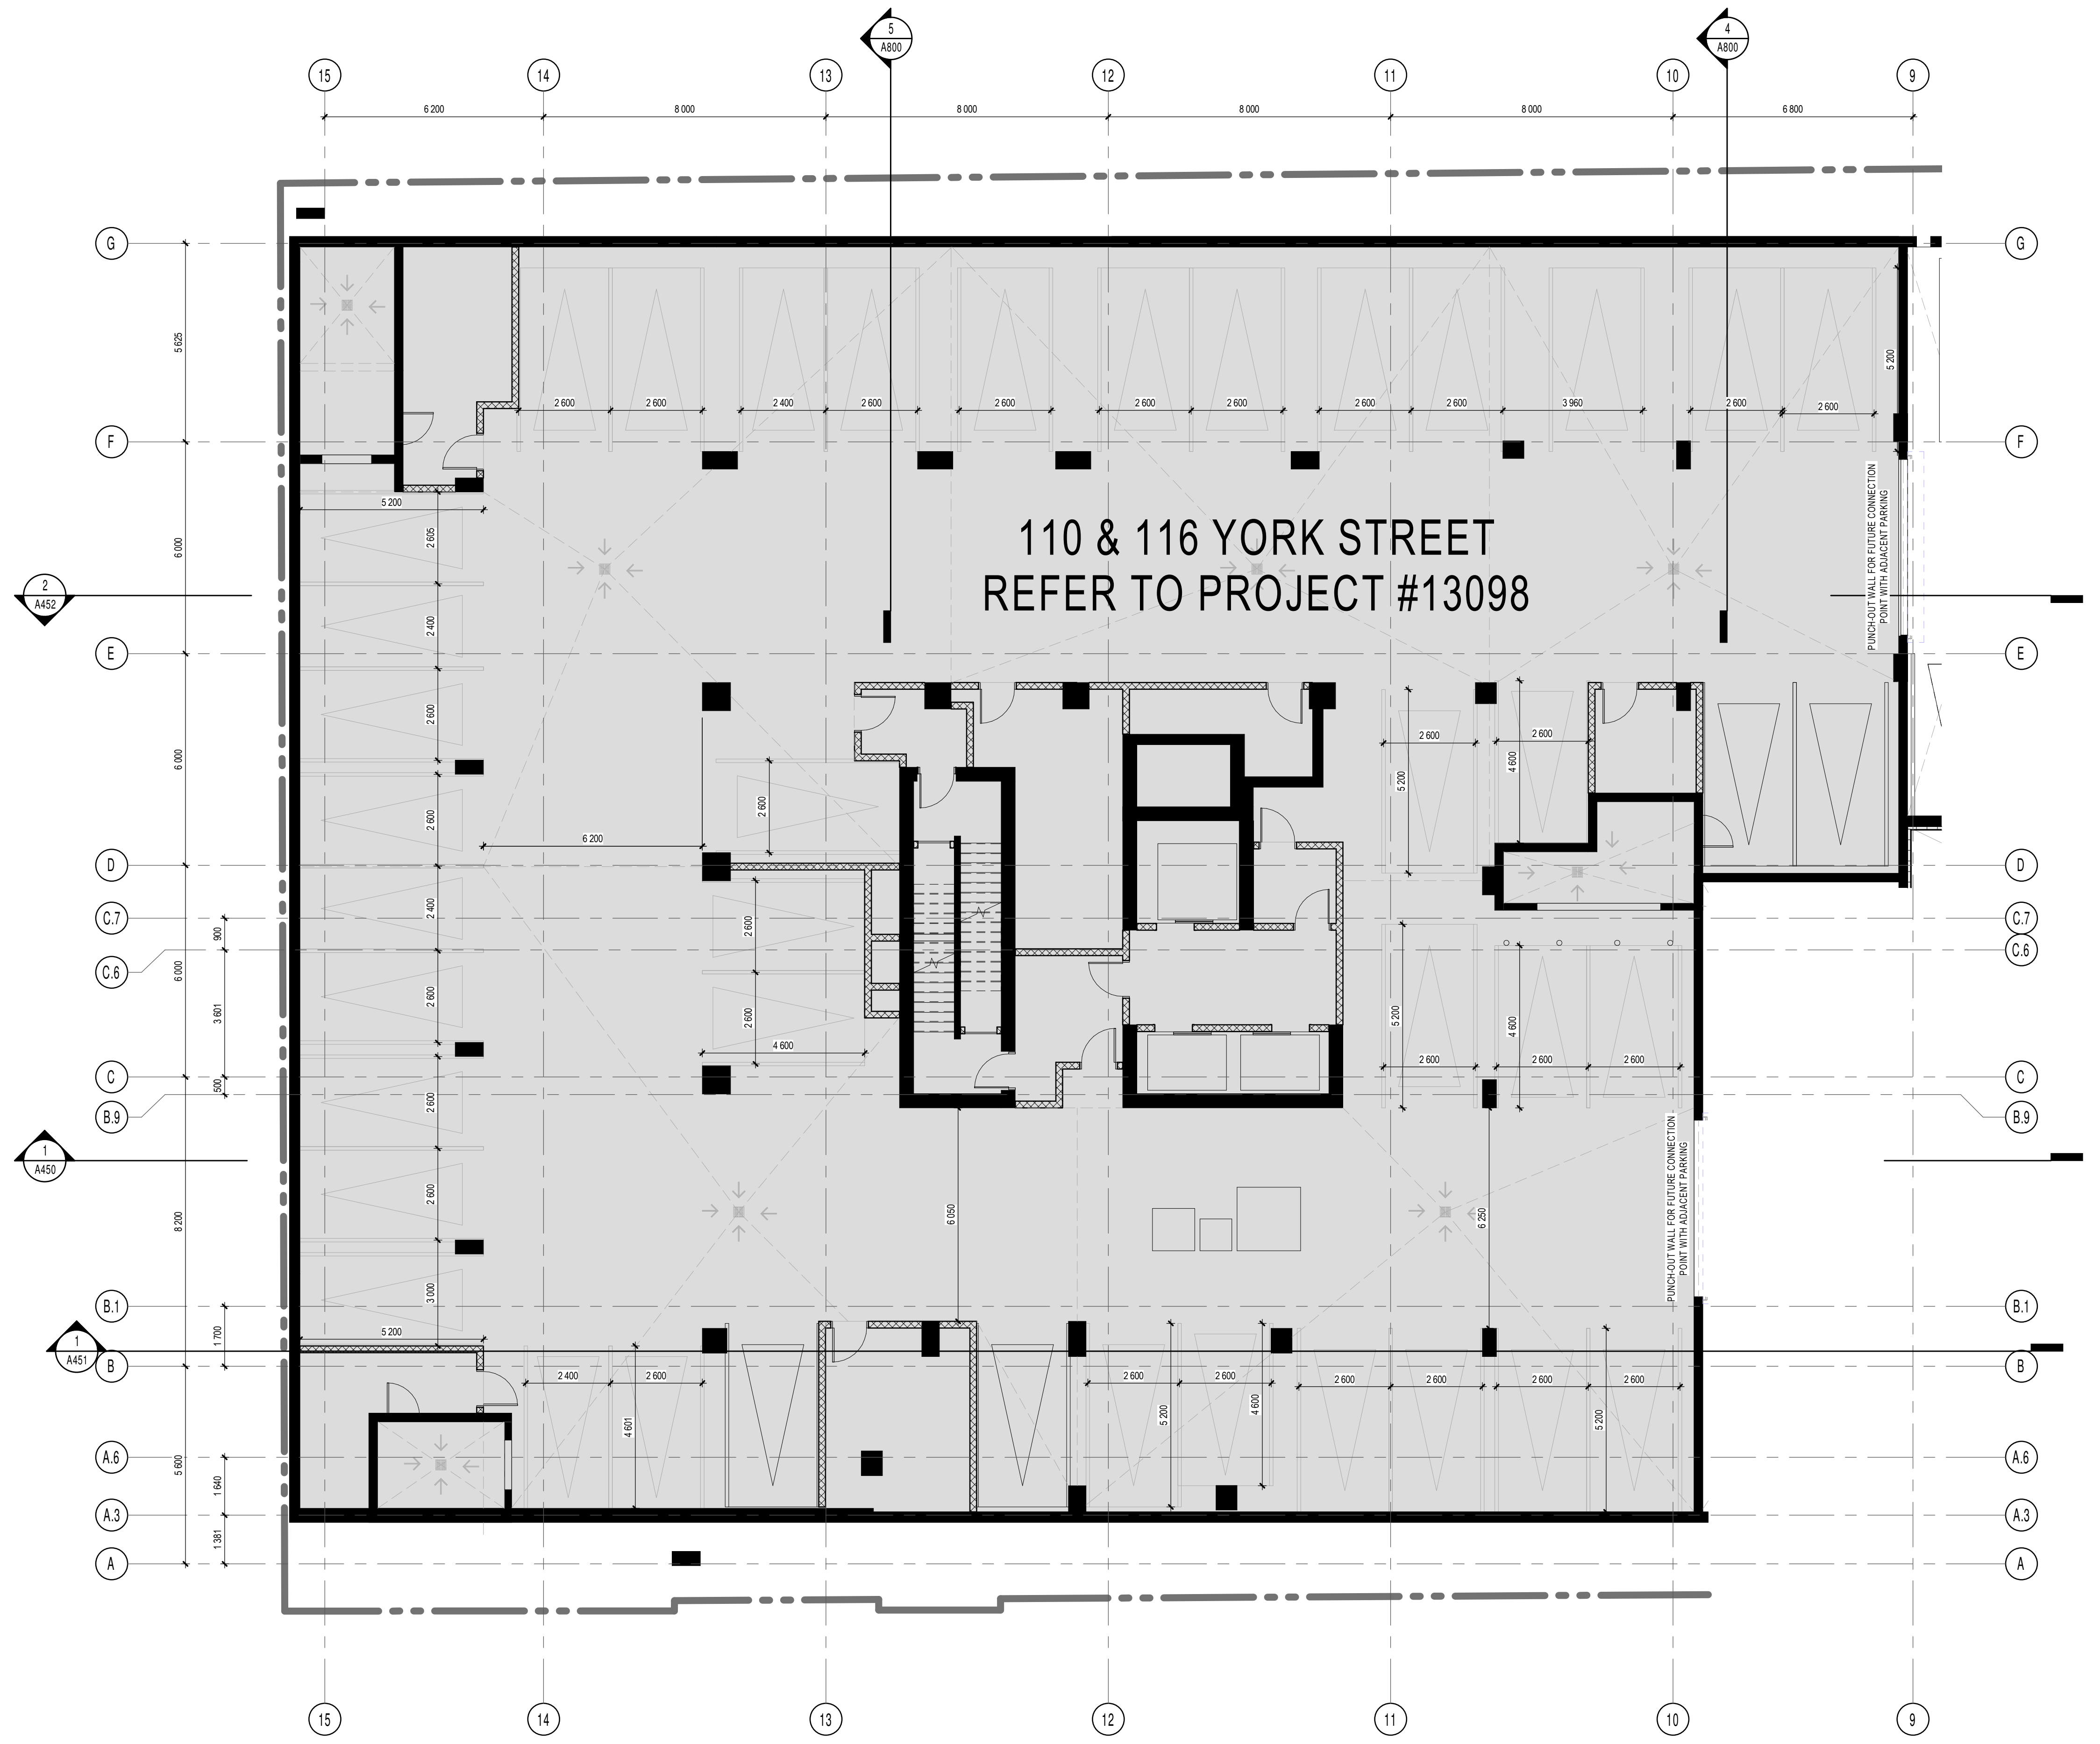 5
A800
4
A800
15
14
13
12
11
10
9
6 200
8 000
8 000
8 000
8 000
6 800
G
G
5 625
5 200
2 600
2 600
2 400
2 600
2 600
2 600
2 600
2 600
2 600
3 960
2 600
2 600
F
F
5 200
PUNCH-OUT WALL FOR FUTURE CONNECTION
POINT WITH ADJACENT PARKING
110 & 116 YORK STREET
REFER TO PROJECT #13098
6 000
2 605
2
A452
2 400
E
E
6 000
2 600
2 600
2 600
5 200
4 600
2 600
2 600
6 200
D
D
C.7
C.7
900
2 400
2 600
C.6
C.6
6 000
3 601
2 600
2 600
4 600
5 200
4 600
2 600
2 600
2 600
C
C
500
B.9
B.9
2 600
PUNCH-OUT WALL FOR FUTURE CONNECTION
POINT WITH ADJACENT PARKING
1
A450
8 200
2 600
6 050
6 250
3 000
B.1
B.1
1 700
5 200
1
A451
B
B
2 400
2 600
4 601
2 600
2 600
5 200
4 600
2 600
2 600
2 600
2 600
5 200
A.6
A.6
5 600
1 640
A.3
A.3
1 381
A
A
15
14
13
12
11
10
9